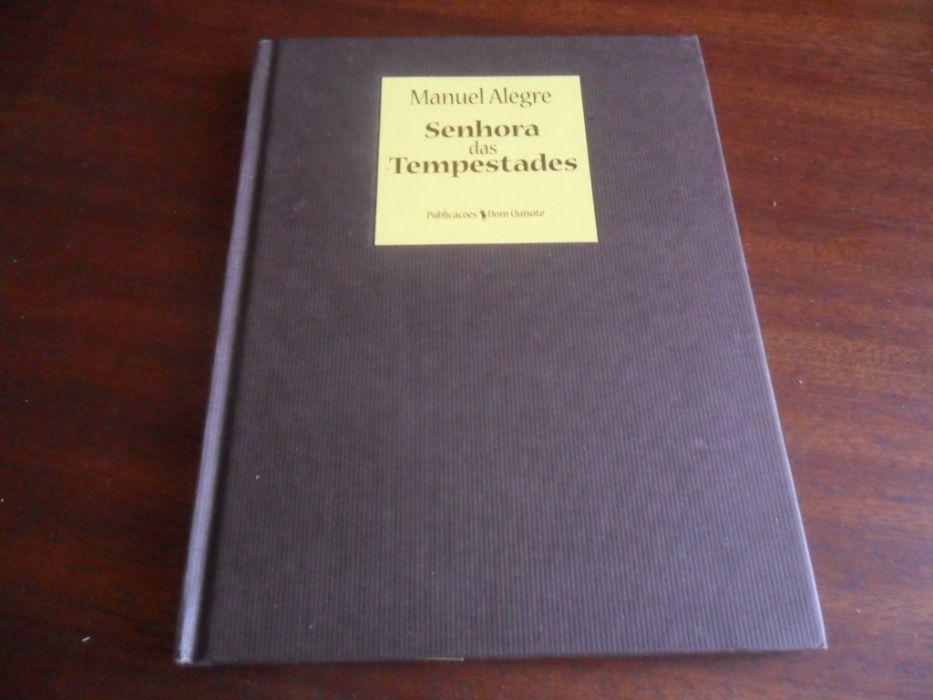 Manuel Alegre
Senhora
das
Tempestades
Publicações Dom Quixote